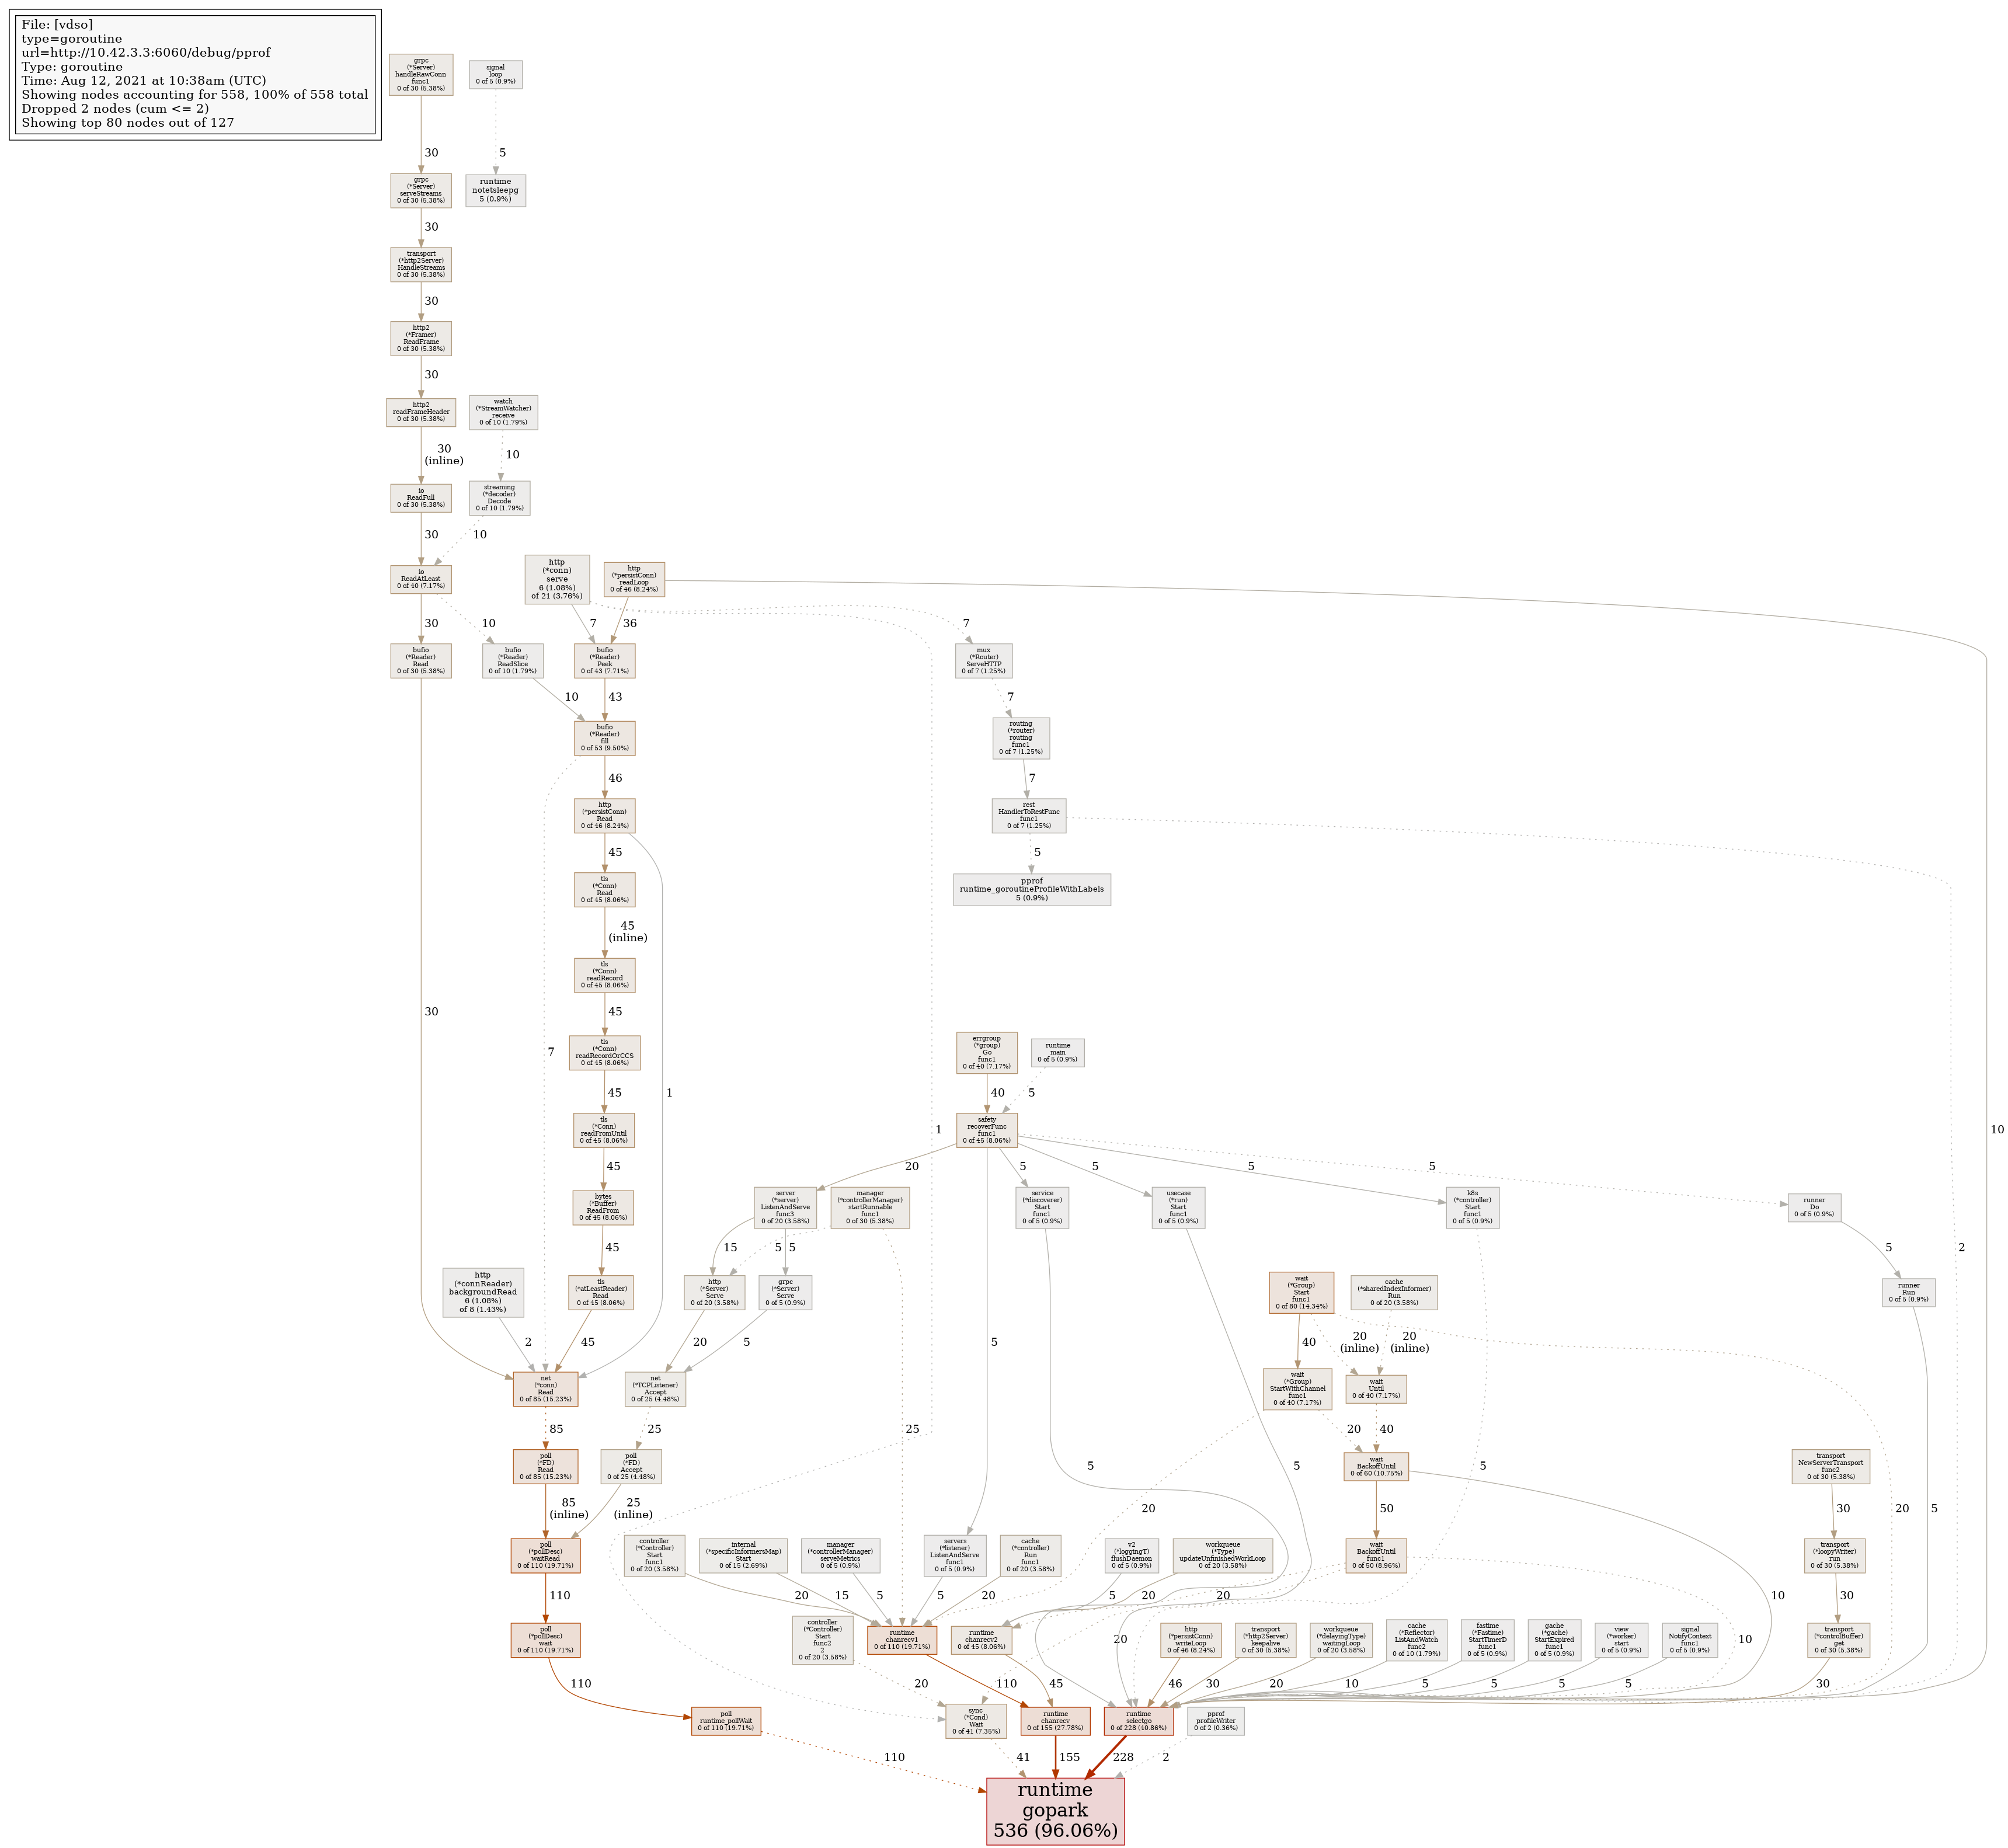 File: [vdso]
type=goroutine
url=http://10.42.3.3:6060/debug/pprof
Type: goroutine
Time: Aug 12, 2021 at 10:38am (UTC)
Showing nodes accounting for 558, 100% of 558 total
Dropped 2 nodes (cum <= 2)
Showing top 80 nodes out of 127
grpc
(*Server)
handleRawConn
func1
0 of 30 (5.38%)
signal
loop
0 of 5 (0.9%)
30
5
grpc
(*Server)
serveStreams
0 of 30 (5.38%)
runtime
notetsleepg
5 (0.9%)
30
transport
(*http2Server)
HandleStreams
0 of 30 (5.38%)
30
http2
(*Framer)
ReadFrame
0 of 30 (5.38%)
30
http2
readFrameHeader
0 of 30 (5.38%)
watch
(*StreamWatcher)
receive
0 of 10 (1.79%)
30
(inline)
10
io
ReadFull
0 of 30 (5.38%)
streaming
(*decoder)
Decode
0 of 10 (1.79%)
30
10
io
ReadAtLeast
0 of 40 (7.17%)
http
(*conn)
serve
6 (1.08%)
of 21 (3.76%)
http
(*persistConn)
readLoop
0 of 46 (8.24%)
30
10
7
36
7
bufio
(*Reader)
Read
0 of 30 (5.38%)
bufio
(*Reader)
ReadSlice
0 of 10 (1.79%)
bufio
(*Reader)
Peek
0 of 43 (7.71%)
mux
(*Router)
ServeHTTP
0 of 7 (1.25%)
10
43
7
bufio
(*Reader)
fill
0 of 53 (9.50%)
routing
(*router)
routing
func1
0 of 7 (1.25%)
46
7
http
(*persistConn)
Read
0 of 46 (8.24%)
rest
HandlerToRestFunc
func1
0 of 7 (1.25%)
45
5
tls
(*Conn)
Read
0 of 45 (8.06%)
pprof
runtime_goroutineProfileWithLabels
5 (0.9%)
45
(inline)
tls
(*Conn)
readRecord
0 of 45 (8.06%)
30
45
7
1
1
2
10
tls
(*Conn)
readRecordOrCCS
0 of 45 (8.06%)
errgroup
(*group)
Go
func1
0 of 40 (7.17%)
runtime
main
0 of 5 (0.9%)
45
40
5
tls
(*Conn)
readFromUntil
0 of 45 (8.06%)
safety
recoverFunc
func1
0 of 45 (8.06%)
45
20
5
5
5
5
5
bytes
(*Buffer)
ReadFrom
0 of 45 (8.06%)
server
(*server)
ListenAndServe
func3
0 of 20 (3.58%)
manager
(*controllerManager)
startRunnable
func1
0 of 30 (5.38%)
service
(*discoverer)
Start
func1
0 of 5 (0.9%)
usecase
(*run)
Start
func1
0 of 5 (0.9%)
k8s
(*controller)
Start
func1
0 of 5 (0.9%)
runner
Do
0 of 5 (0.9%)
45
15
5
5
5
http
(*connReader)
backgroundRead
6 (1.08%)
of 8 (1.43%)
tls
(*atLeastReader)
Read
0 of 45 (8.06%)
http
(*Server)
Serve
0 of 20 (3.58%)
grpc
(*Server)
Serve
0 of 5 (0.9%)
wait
(*Group)
Start
func1
0 of 80 (14.34%)
cache
(*sharedIndexInformer)
Run
0 of 20 (3.58%)
runner
Run
0 of 5 (0.9%)
2
45
20
5
40
20
(inline)
20
(inline)
net
(*conn)
Read
0 of 85 (15.23%)
net
(*TCPListener)
Accept
0 of 25 (4.48%)
wait
(*Group)
StartWithChannel
func1
0 of 40 (7.17%)
wait
Until
0 of 40 (7.17%)
85
25
25
20
40
poll
(*FD)
Read
0 of 85 (15.23%)
poll
(*FD)
Accept
0 of 25 (4.48%)
5
5
5
wait
BackoffUntil
0 of 60 (10.75%)
transport
NewServerTransport
func2
0 of 30 (5.38%)
85
(inline)
25
(inline)
20
50
20
5
30
poll
(*pollDesc)
waitRead
0 of 110 (19.71%)
controller
(*Controller)
Start
func1
0 of 20 (3.58%)
internal
(*specificInformersMap)
Start
0 of 15 (2.69%)
manager
(*controllerManager)
serveMetrics
0 of 5 (0.9%)
servers
(*listener)
ListenAndServe
func1
0 of 5 (0.9%)
cache
(*controller)
Run
func1
0 of 20 (3.58%)
v2
(*loggingT)
flushDaemon
0 of 5 (0.9%)
workqueue
(*Type)
updateUnfinishedWorkLoop
0 of 20 (3.58%)
wait
BackoffUntil
func1
0 of 50 (8.96%)
transport
(*loopyWriter)
run
0 of 30 (5.38%)
110
20
15
5
5
20
5
20
20
10
30
poll
(*pollDesc)
wait
0 of 110 (19.71%)
controller
(*Controller)
Start
func2
0 of 20 (3.58%)
runtime
chanrecv1
0 of 110 (19.71%)
runtime
chanrecv2
0 of 45 (8.06%)
20
http
(*persistConn)
writeLoop
0 of 46 (8.24%)
transport
(*http2Server)
keepalive
0 of 30 (5.38%)
workqueue
(*delayingType)
waitingLoop
0 of 20 (3.58%)
cache
(*Reflector)
ListAndWatch
func2
0 of 10 (1.79%)
fastime
(*Fastime)
StartTimerD
func1
0 of 5 (0.9%)
gache
(*gache)
StartExpired
func1
0 of 5 (0.9%)
view
(*worker)
start
0 of 5 (0.9%)
signal
NotifyContext
func1
0 of 5 (0.9%)
10
transport
(*controlBuffer)
get
0 of 30 (5.38%)
110
20
110
45
46
30
20
10
5
5
5
5
30
poll
runtime_pollWait
0 of 110 (19.71%)
sync
(*Cond)
Wait
0 of 41 (7.35%)
runtime
chanrecv
0 of 155 (27.78%)
runtime
selectgo
0 of 228 (40.86%)
pprof
profileWriter
0 of 2 (0.36%)
110
41
155
228
2
runtime
gopark
536 (96.06%)